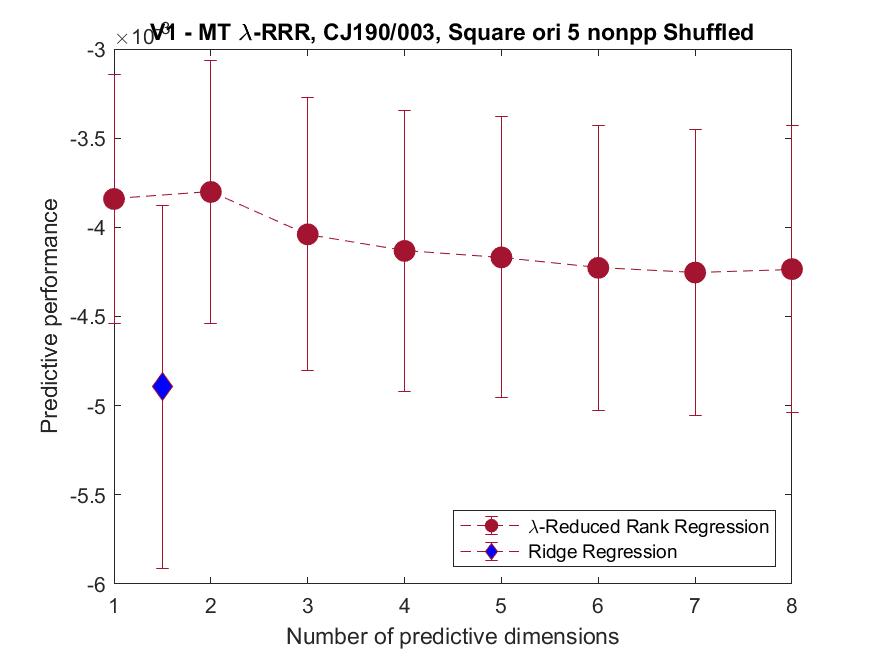 V1 - MT λ-RRR, CJ190/003, Square ori 5 nonpp Shuffled
×10
-3
-3.5
-4
-4.5
-5
-5.5
-6
Predictive performance
λ-Reduced Rank Regression
Ridge Regression
1 2 3 4 5 6 7 8
Number of predictive dimensions